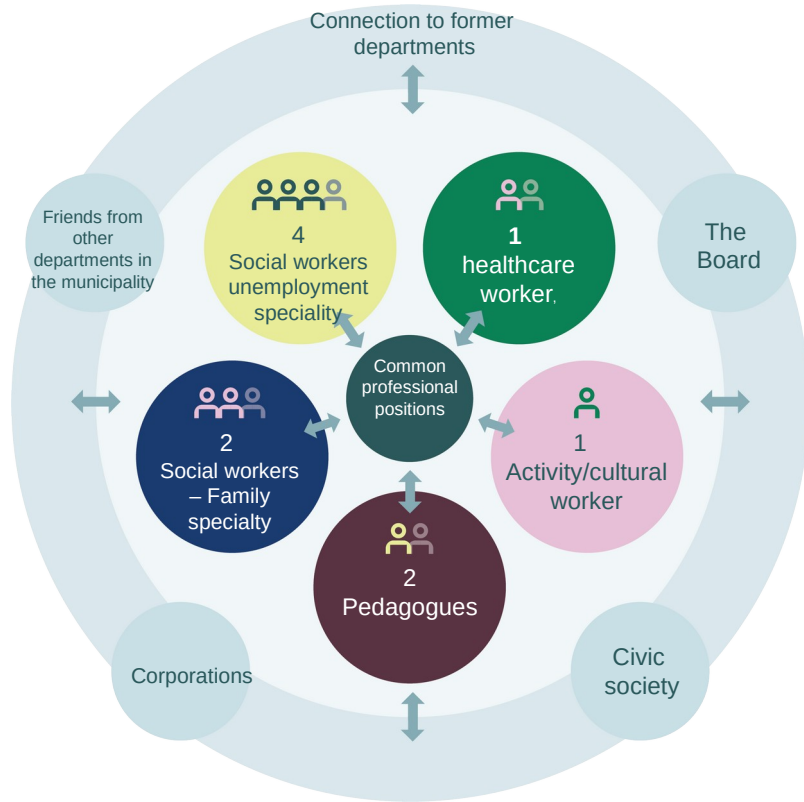 Connection to former
departments
Friends from
other
departments in
the municipality
The
Board
4
Social workers
unemployment
speciality
1
healthcare
worker,
Common
professional
positions
2
Social workers
– Family
specialty
1
Activity/cultural
worker
2
Pedagogues
Corporations
Civic
society